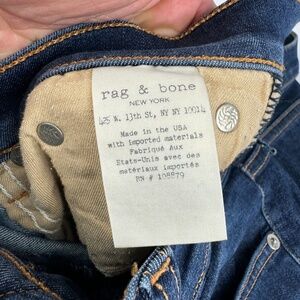 rag & bone
NEW YORK
425 W. 13th St, NY NY 10014
Made in the USA
with imported materials
Fabriqué Aux
Etats-Unis avec des
matériaux importés
RN # 108879